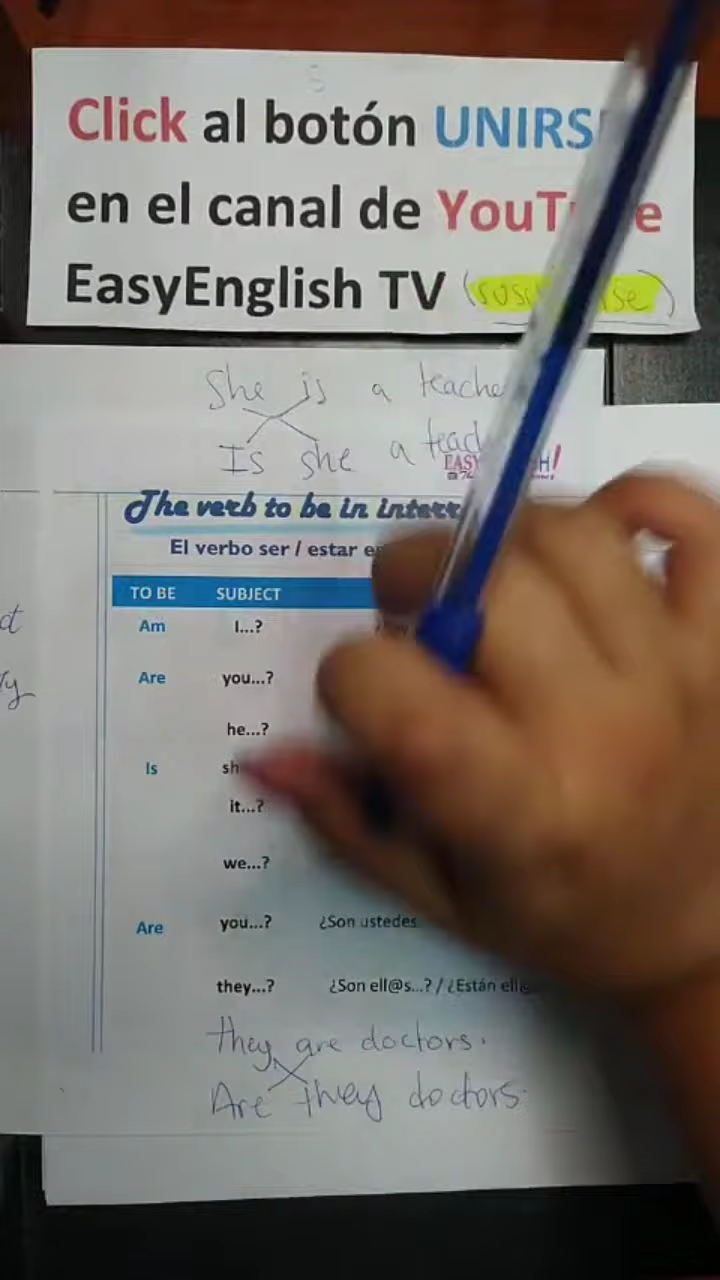 Click al botón UNIRS
en el canal de YouT e
EasyEnglish TV
She is a teache
Is she a teac
The verb to be in interr
El verbo ser / estar e
TO BE SUBJECT
Am I...?
Are you...?
he...?
Is sh
it...?
we...?
Are you...? ¿Son ustedes
they...? ¿Son ell@s...? / ¿Están ell
they are doctors.
Are they doctors.